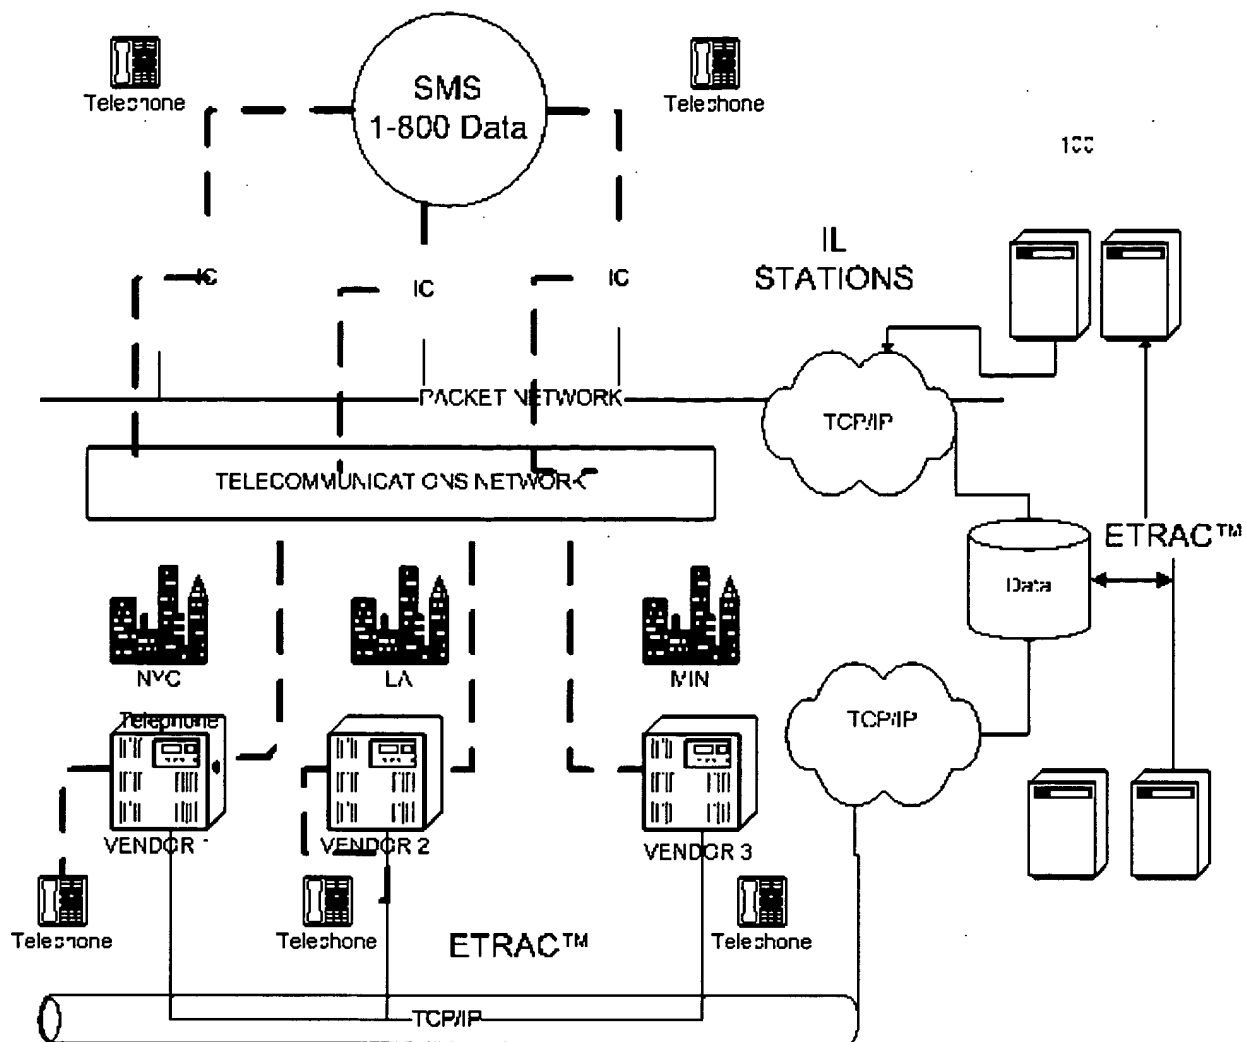 Telephone
SMS
1-800 Data
Telephone
100
IL
STATIONS
IC
IC
IC
PACKET NETWORK
TCP/IP
TELECOMMUNICATIONS NETWORK
ETRAC™
Data
NYC
LA
MIN
Telephone
TCP/IP
VENDOR 1
VENDOR 2
VENDOR 3
Telephone
Telephone
ETRAC™
Telephone
TCP/IP